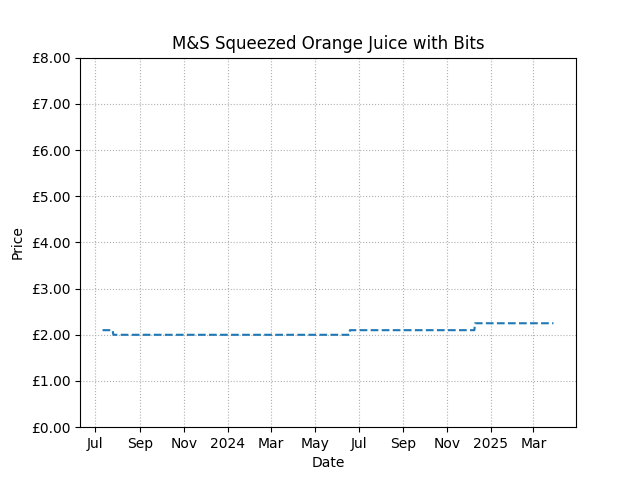 M&S Squeezed Orange Juice with Bits
£8.00
£7.00
£6.00
£5.00
£4.00
£3.00
£2.00
£1.00
£0.00
Price
Jul Sep Nov 2024 Mar May Jul Sep Nov 2025 Mar
Date